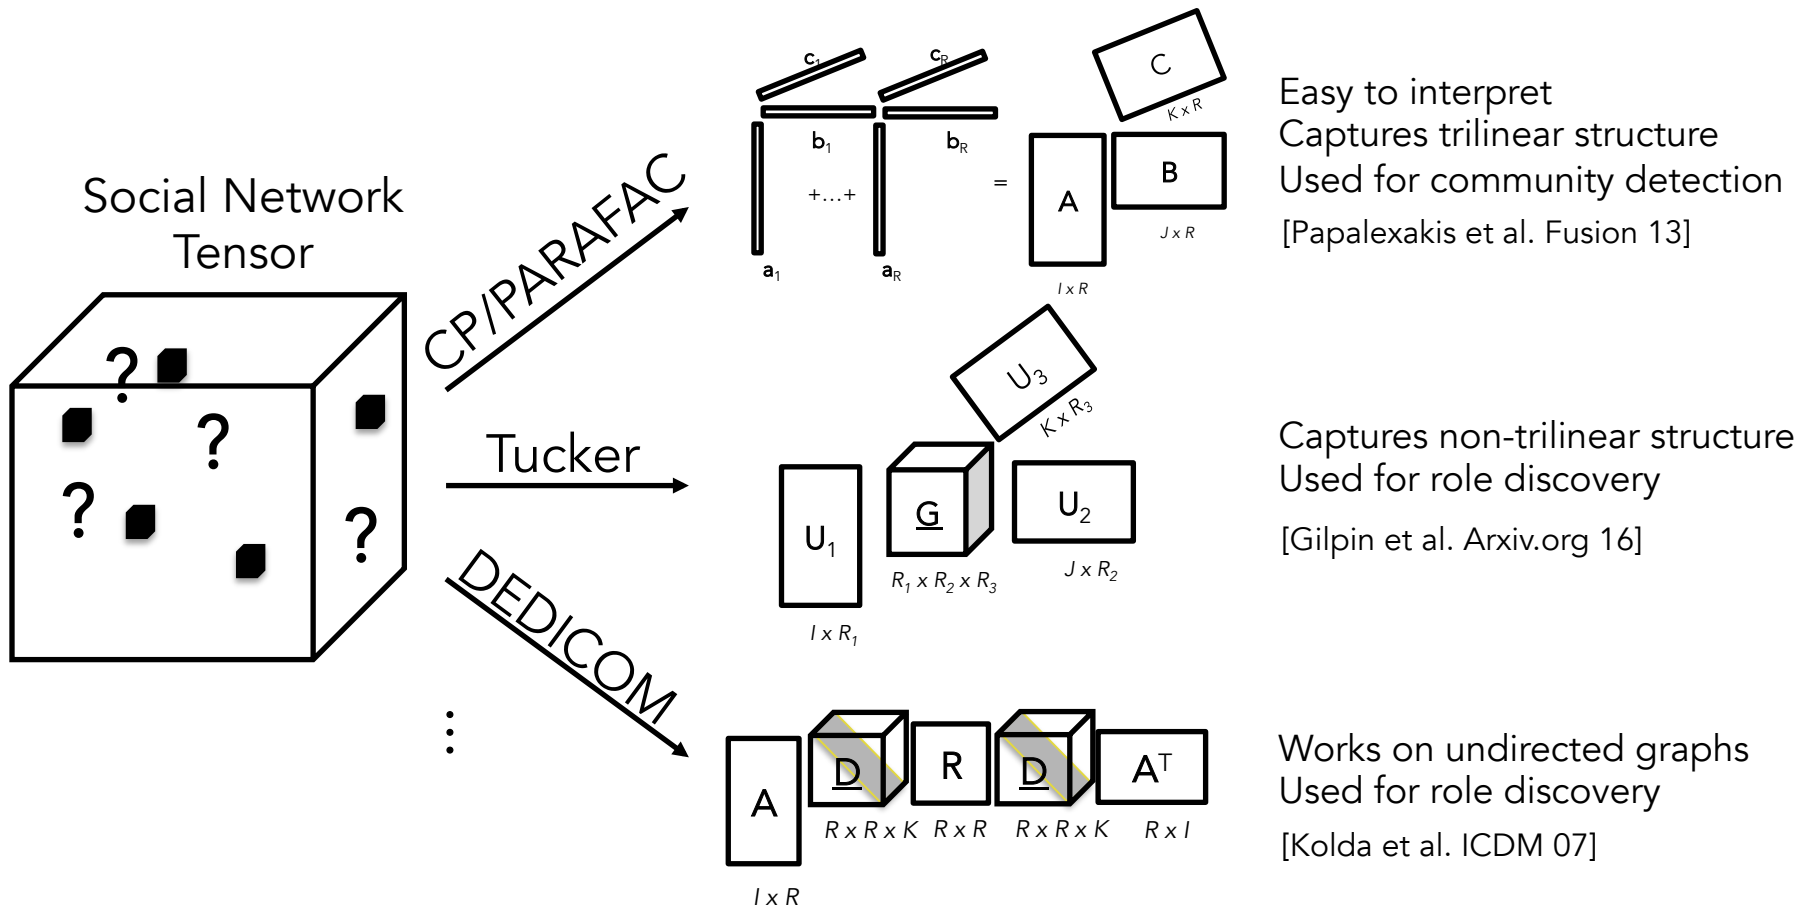 Social Network
Tensor
?
?
?
?
CP/PARAFAC
c₁
c_R
b₁
b_R
+...+
a₁
a_R
=
C
K x R
A
B
J x R
I x R
Easy to interpret
Captures trilinear structure
Used for community detection
[Papalexakis et al. Fusion 13]
Tucker
U₃
K x R₃
U₁
G
U₂
R₁ x R₂ x R₃
J x R₂
I x R₁
Captures non-trilinear structure
Used for role discovery
[Gilpin et al. Arxiv.org 16]
DEDICOM
⋮
A
D
R
D
Aᵀ
R x R x K
R x R
R x R x K
R x I
I x R
Works on undirected graphs
Used for role discovery
[Kolda et al. ICDM 07]